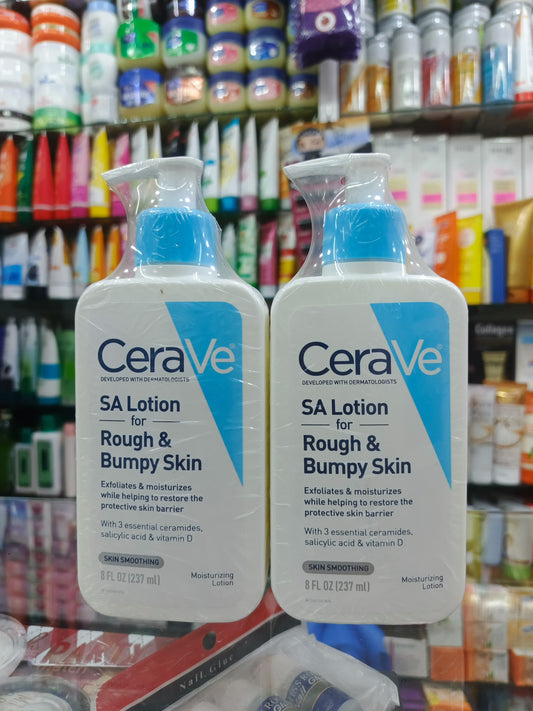 CeraVe
DEVELOPED WITH DERMATOLOGISTS
SA Lotion
for
Rough &
Bumpy Skin
Exfoliates & moisturizes
while helping to restore the
protective skin barrier
With 3 essential ceramides,
salicylic acid & vitamin D
SKIN SMOOTHING
8 FL OZ (237 ml)
Moisturizing
Lotion
CeraVe
DEVELOPED WITH DERMATOLOGISTS
SA Lotion
for
Rough &
Bumpy Skin
Exfoliates & moisturizes
while helping to restore the
protective skin barrier
With 3 essential ceramides,
salicylic acid & vitamin D
SKIN SMOOTHING
8 FL OZ (237 ml)
Moisturizing
Lotion
Collagen
Nail Glue